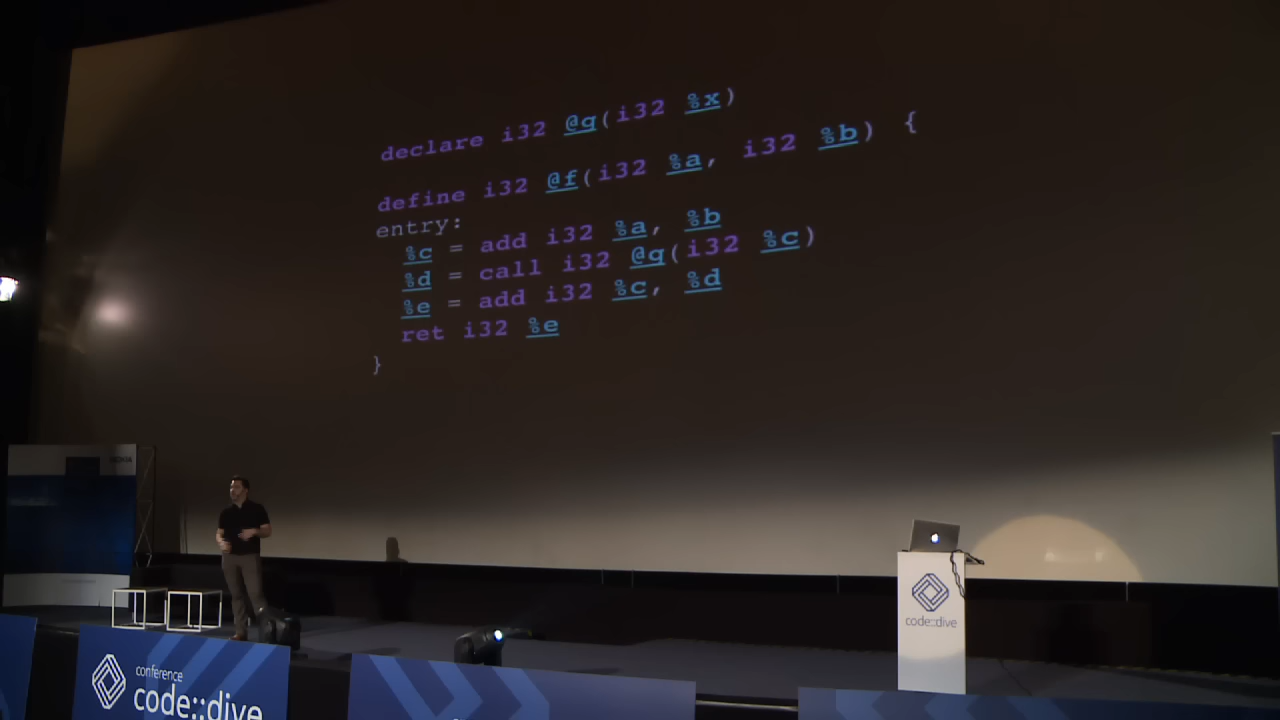 declare i32 @g(i32 %x)
define i32 @f(i32 %a, i32 %b) {
entry:
%c = add i32 %a, %b
%d = call i32 @g(i32 %c)
%e = add i32 %c, %d
ret i32 %e
}
code::dive
conference
code::dive